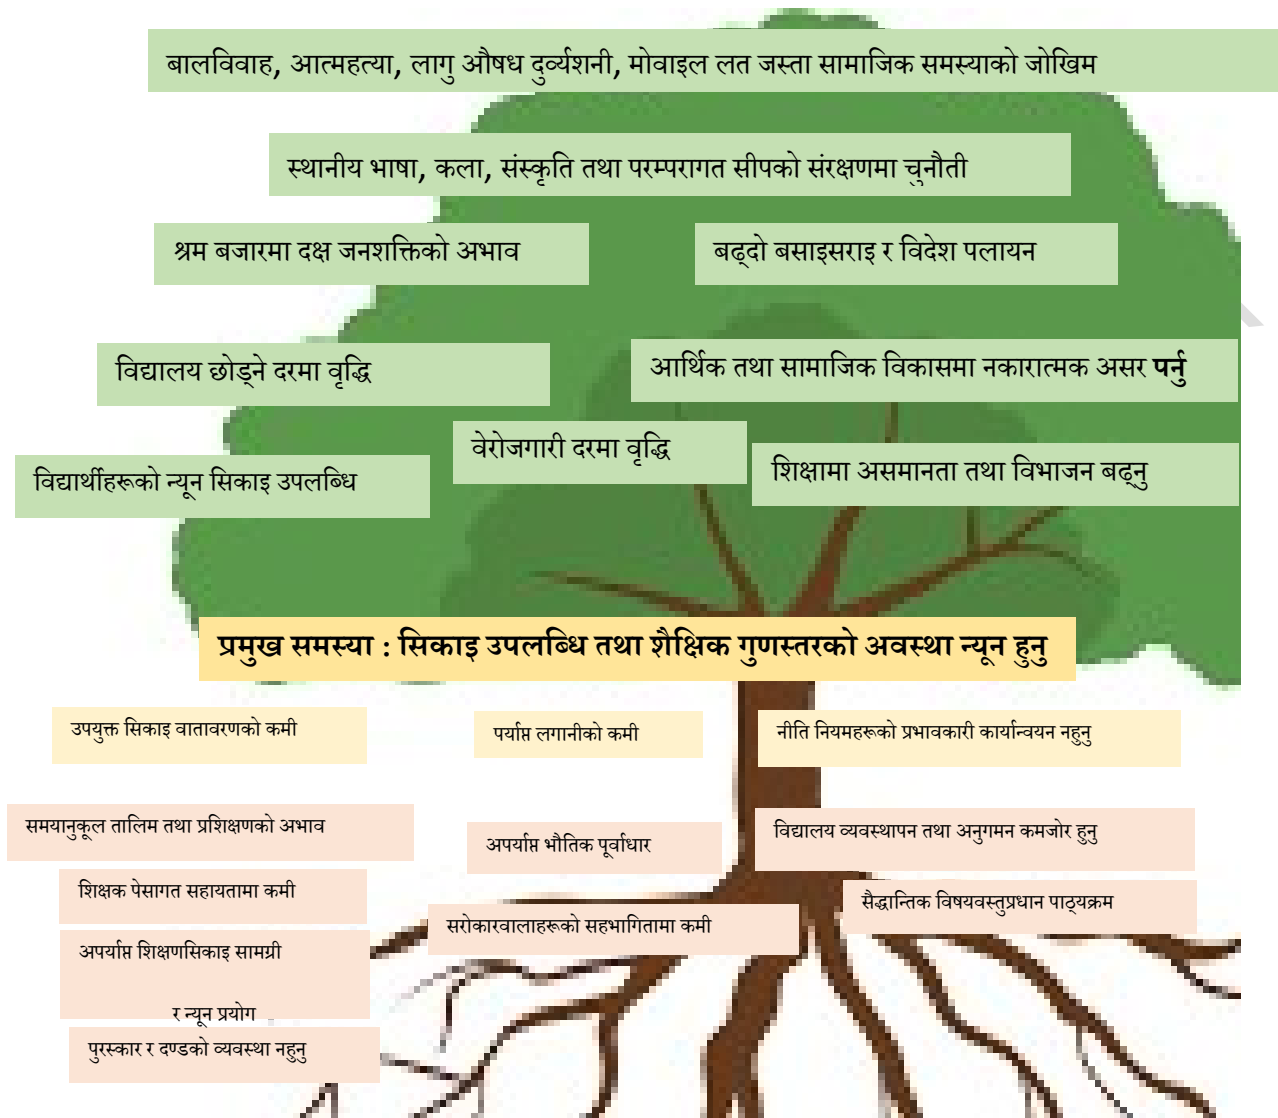 बालविवाह, आत्महत्या, लागु औषध दुर्व्यशनी, मोवाइल लत जस्ता सामाजिक समस्याको जोखिम
स्थानीय भाषा, कला, संस्कृति तथा परम्परागत सीपको संरक्षणमा चुनौती
श्रम बजारमा दक्ष जनशक्तिको अभाव
बढ्दो बसाइसराइ र विदेश पलायन
विद्यालय छोड्ने दरमा वृद्धि
आर्थिक तथा सामाजिक विकासमा नकारात्मक असर पर्नु
वेरोजगारी दरमा वृद्धि
विद्यार्थीहरूको न्यून सिकाइ उपलब्धि
शिक्षामा असमानता तथा विभाजन बढ्नु
प्रमुख समस्या : सिकाइ उपलब्धि तथा शैक्षिक गुणस्तरको अवस्था न्यून हुनु
उपयुक्त सिकाइ वातावरणको कमी
पर्याप्त लगानीको कमी
नीति नियमहरूको प्रभावकारी कार्यान्वयन नहुनु
समयानुकूल तालिम तथा प्रशिक्षणको अभाव
अपर्याप्त भौतिक पूर्वाधार
विद्यालय व्यवस्थापन तथा अनुगमन कमजोर हुनु
शिक्षक पेसागत सहायतामा कमी
सैद्धान्तिक विषयवस्तुप्रधान पाठ्यक्रम
सरोकारवालाहरूको सहभागितामा कमी
अपर्याप्त शिक्षणसिकाइ सामग्री
र न्यून प्रयोग
पुरस्कार र दण्डको व्यवस्था नहुनु